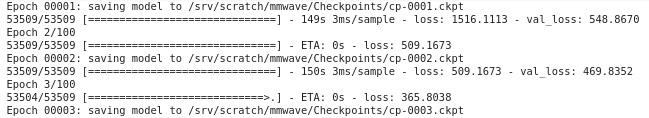 Epoch 00001: saving model to /srv/scratch/mmwave/Checkpoints/cp-0001.ckpt
53509/53509 [==============================] - 149s 3ms/sample - loss: 1516.1113 - val_loss: 548.8670
Epoch 2/100
53509/53509 [==============================] - ETA: 0s - loss: 509.1673
Epoch 00002: saving model to /srv/scratch/mmwave/Checkpoints/cp-0002.ckpt
53509/53509 [==============================] - 150s 3ms/sample - loss: 509.1673 - val_loss: 469.8352
Epoch 3/100
53504/53509 [============================>.] - ETA: 0s - loss: 365.8038
Epoch 00003: saving model to /srv/scratch/mmwave/Checkpoints/cp-0003.ckpt